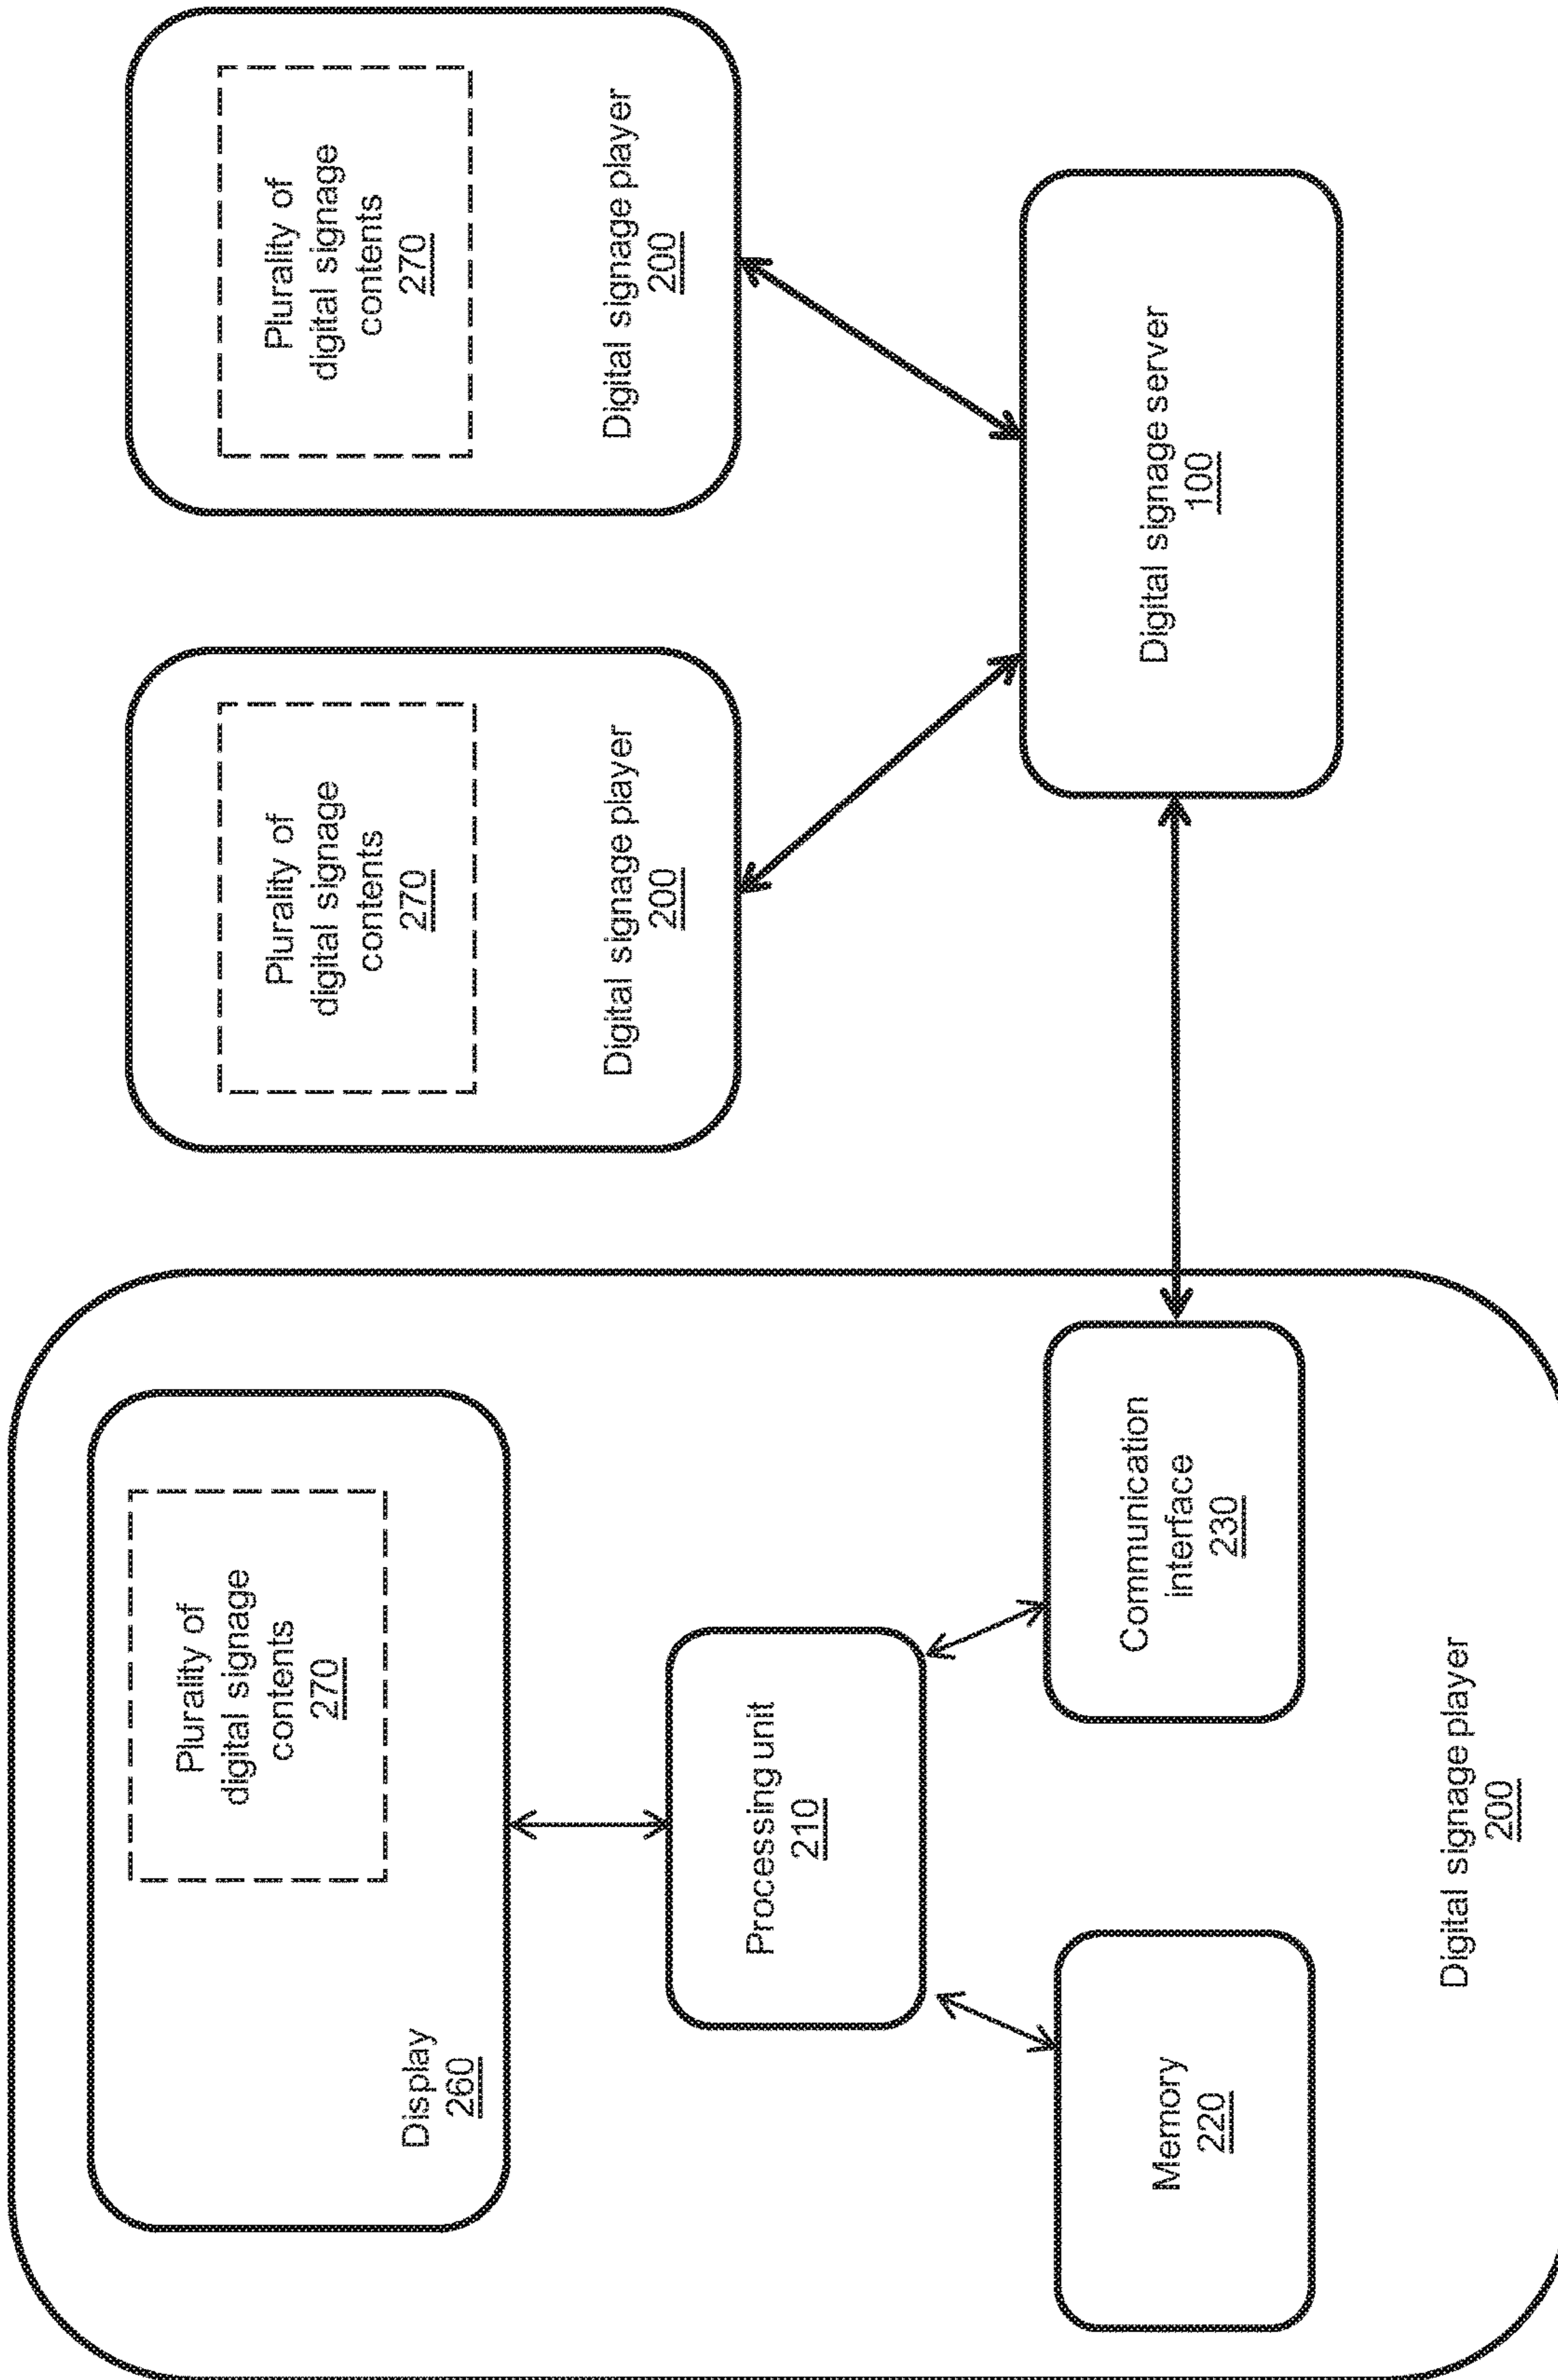 Plurality of
digital signage
contents
270
Display
260
Processing unit
210
Memory
220
Communication
interface
230
Digital signage player
200
Plurality of
digital signage
contents
270
Digital signage player
200
Plurality of
digital signage
contents
270
Digital signage player
200
Digital signage server
100